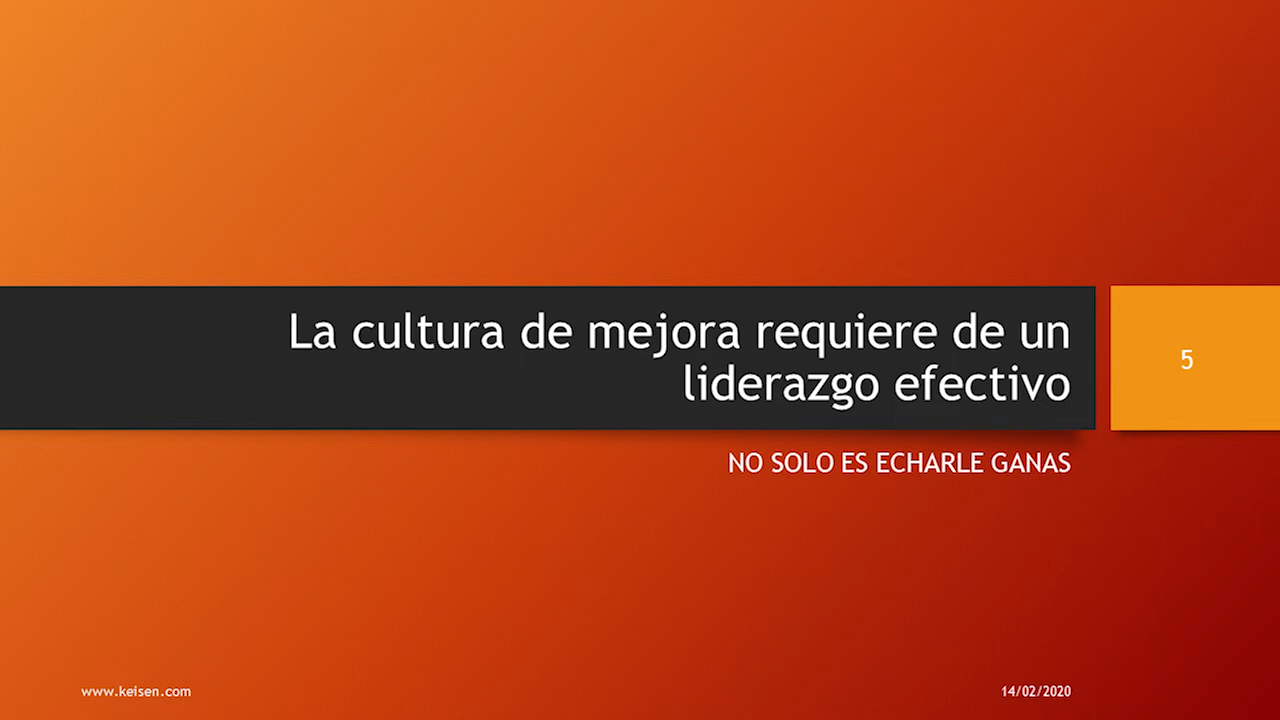 La cultura de mejora requiere de un
liderazgo efectivo
5
NO SOLO ES ECHARLE GANAS
www.keisen.com
14/02/2020